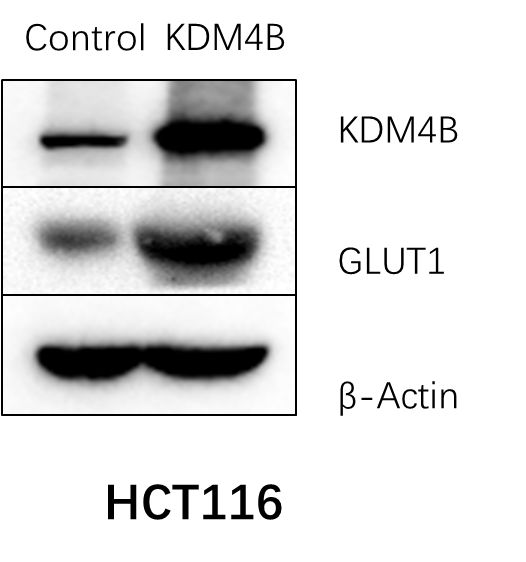 Control KDM4B
KDM4B
GLUT1
β-Actin
HCT116